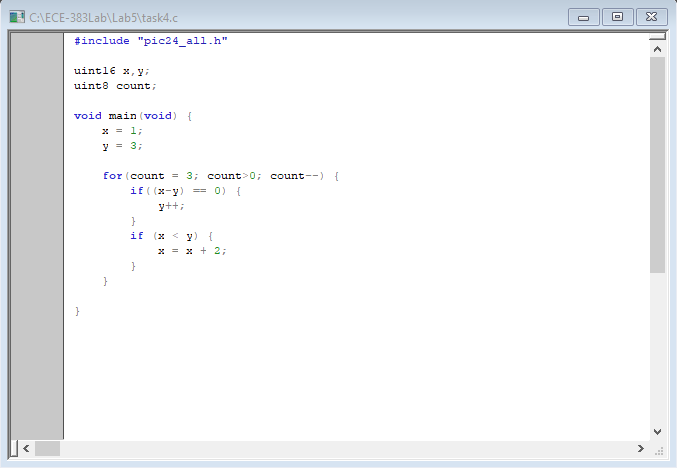 C:\ECE-383Lab\Lab5\task4.c
#include "pic24_all.h"
uint16 x,y;
uint8 count;
void main(void) {
x = 1;
y = 3;
for(count = 3; count>0; count--) {
if((x-y) == 0) {
y++;
}
if (x < y) {
x = x + 2;
}
}
}